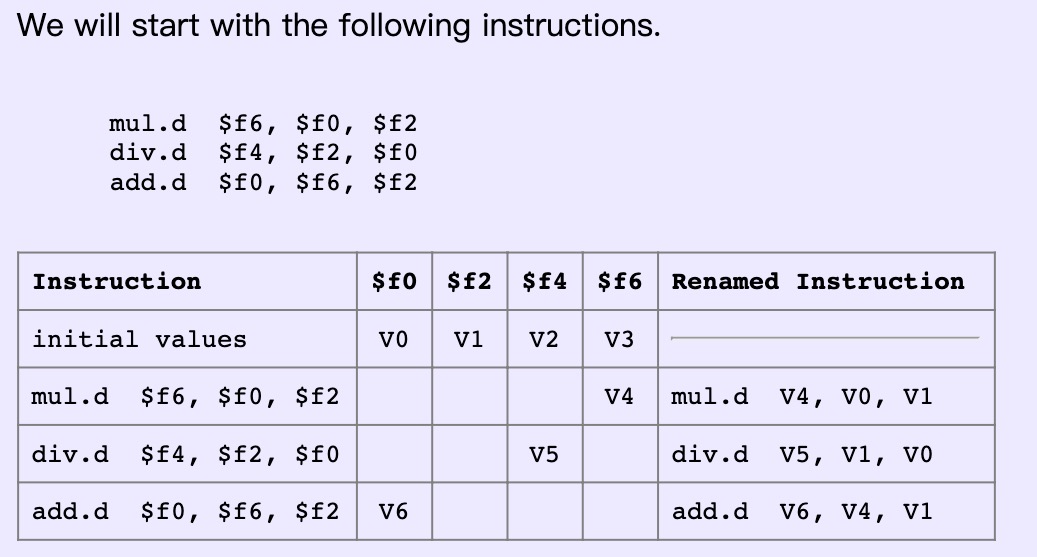 We will start with the following instructions.
mul.d $f6, $f0, $f2
div.d $f4, $f2, $f0
add.d $f0, $f6, $f2
Instruction $f0 $f2 $f4 $f6 Renamed Instruction
initial values V0 V1 V2 V3
mul.d $f6, $f0, $f2 V4 mul.d V4, V0, V1
div.d $f4, $f2, $f0 V5 div.d V5, V1, V0
add.d $f0, $f6, $f2 V6 add.d V6, V4, V1